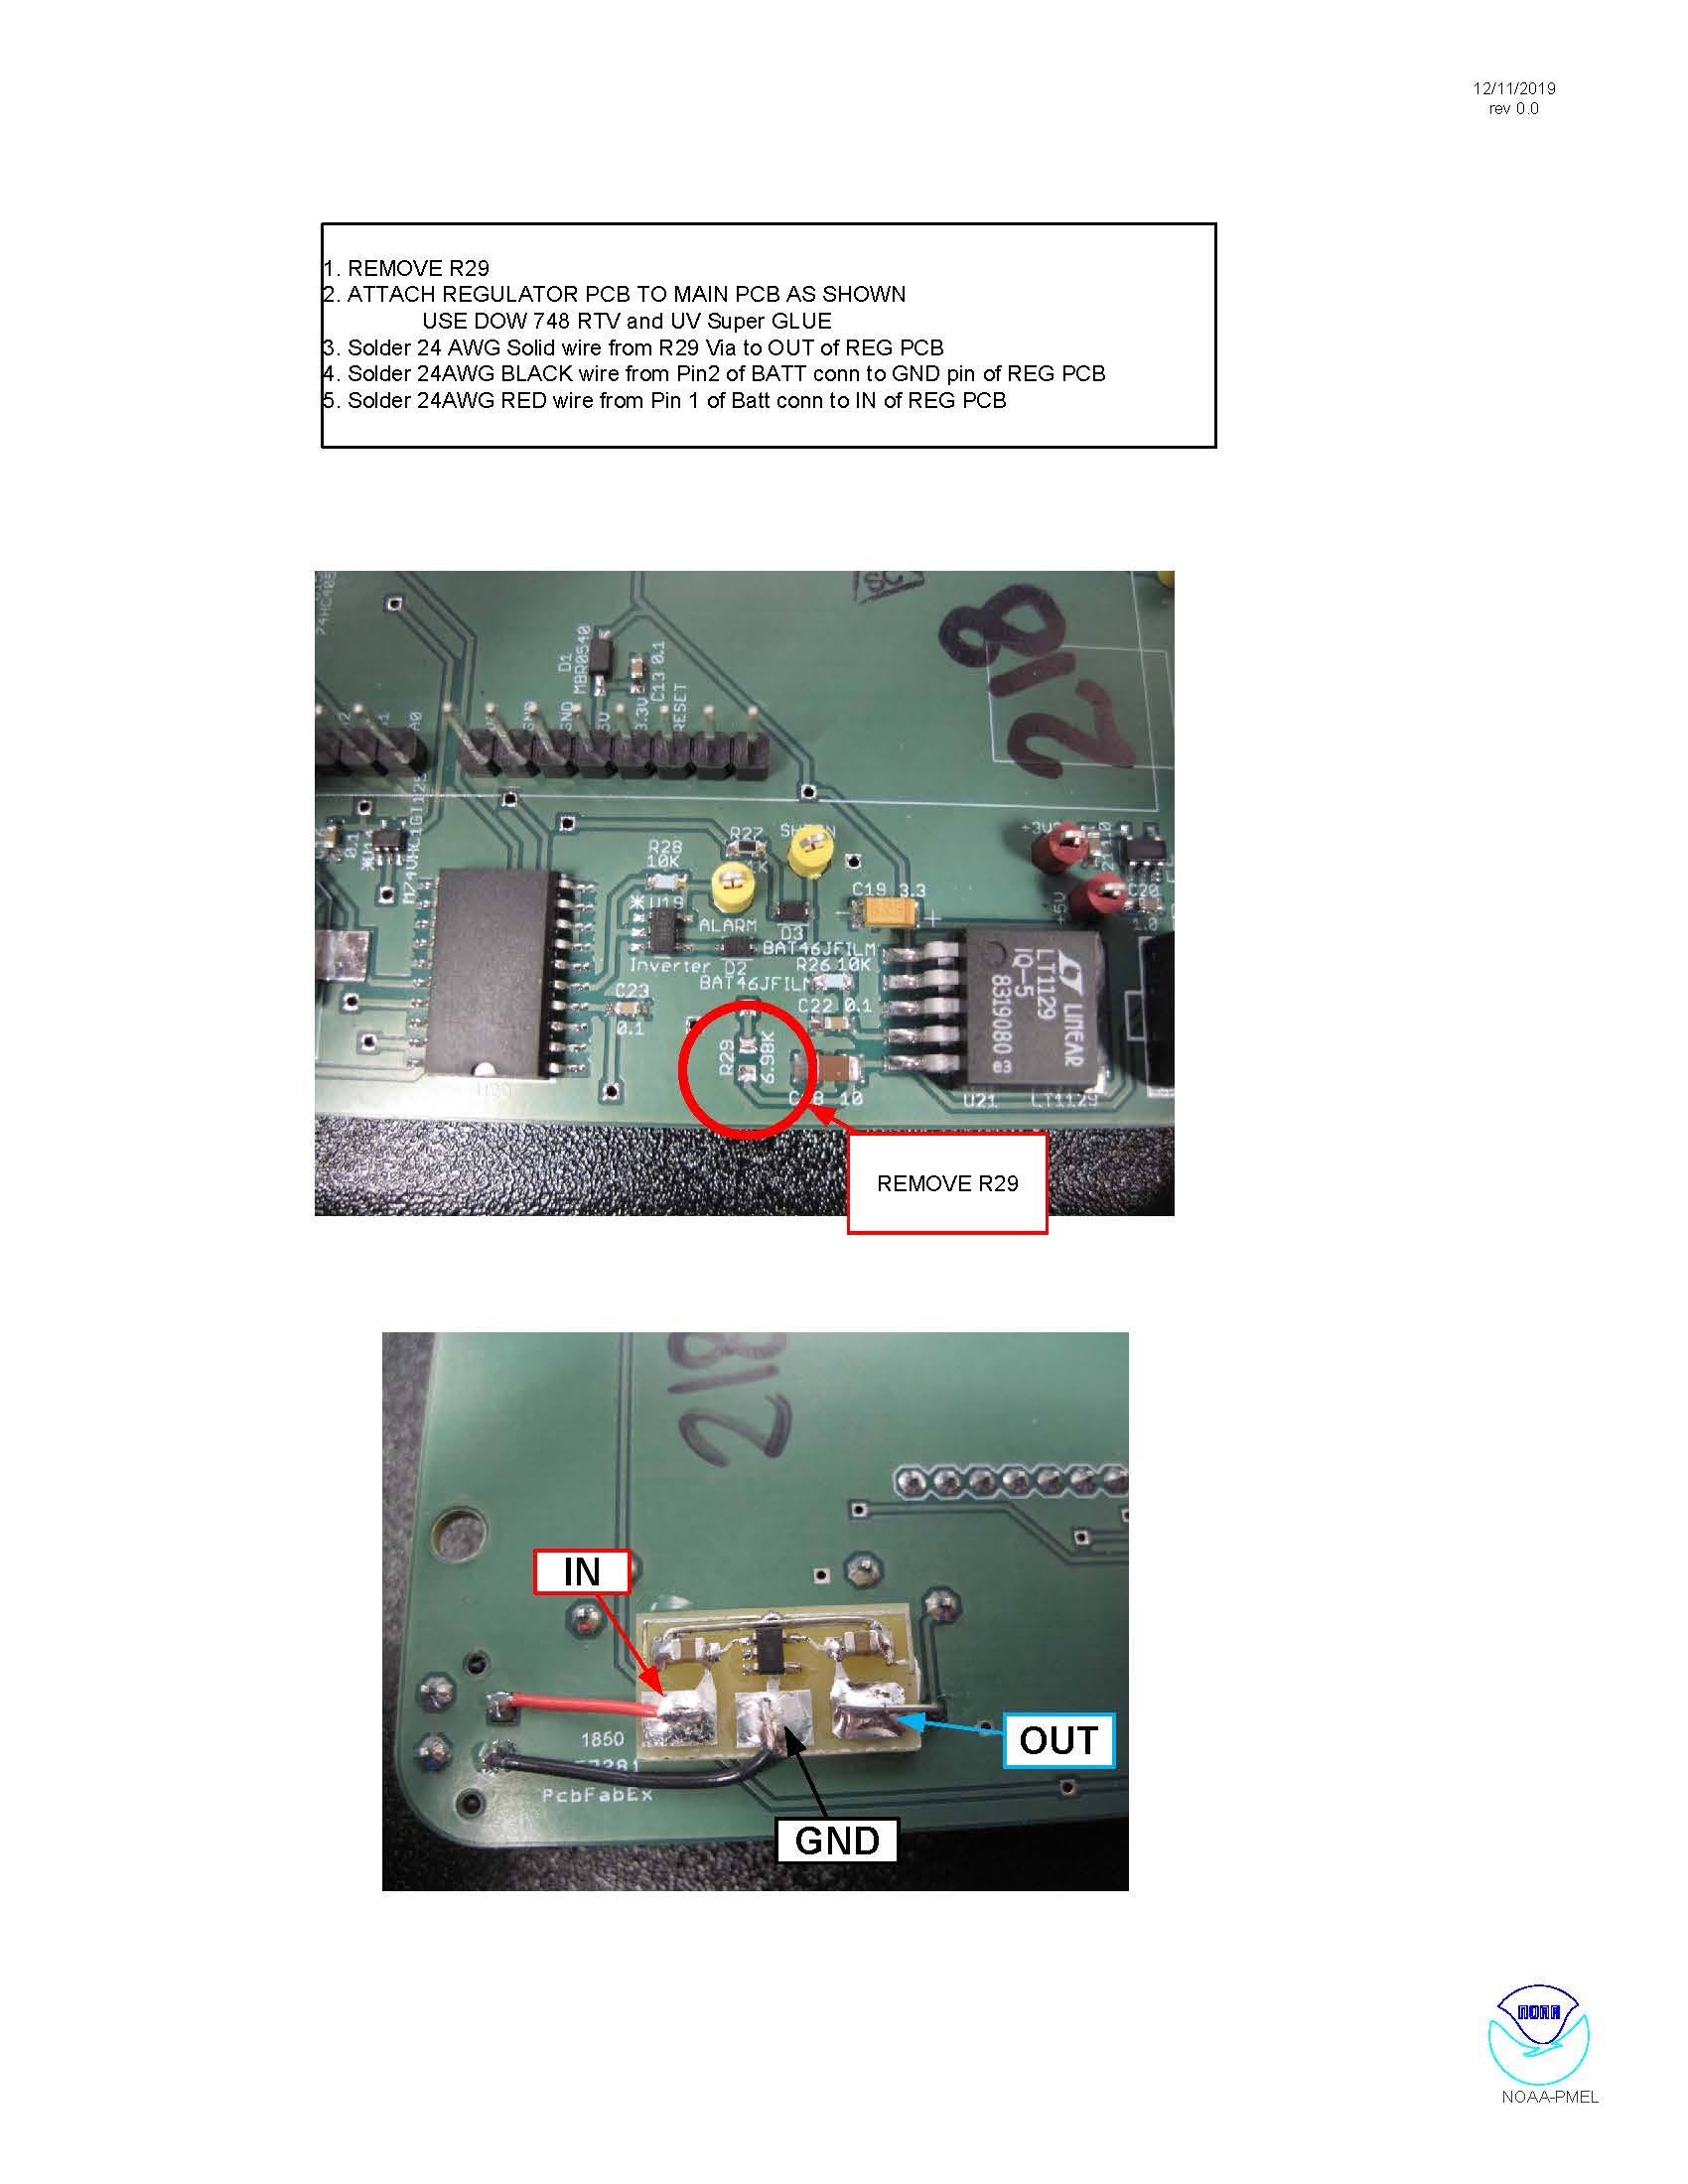 12/11/2019
rev 0.0
1. REMOVE R29
2. ATTACH REGULATOR PCB TO MAIN PCB AS SHOWN
USE DOW 748 RTV and UV Super GLUE
3. Solder 24 AWG Solid wire from R29 Via to OUT of REG PCB
4. Solder 24AWG BLACK wire from Pin2 of BATT conn to GND pin of REG PCB
5. Solder 24AWG RED wire from Pin 1 of Batt conn to IN of REG PCB
218
D1
MBR0540
C13 0.1
A0
GND
GND
5V
3.3V
RESET
R27
R28
10K
U19
ALARM
D3
BAT46JFILM
Inverter D2
BAT46JFILM
R26 10K
C19 3.3
+
+5V
C20
1.0
C23
0.1
C22 0.1
R29
6.98K
10
LT1129
IQ-5
8319080
e3
LINEAR
U21
LT1129
REMOVE R29
218
IN
OUT
GND
1850
PcbFabEx
NOAA
NOAA-PMEL